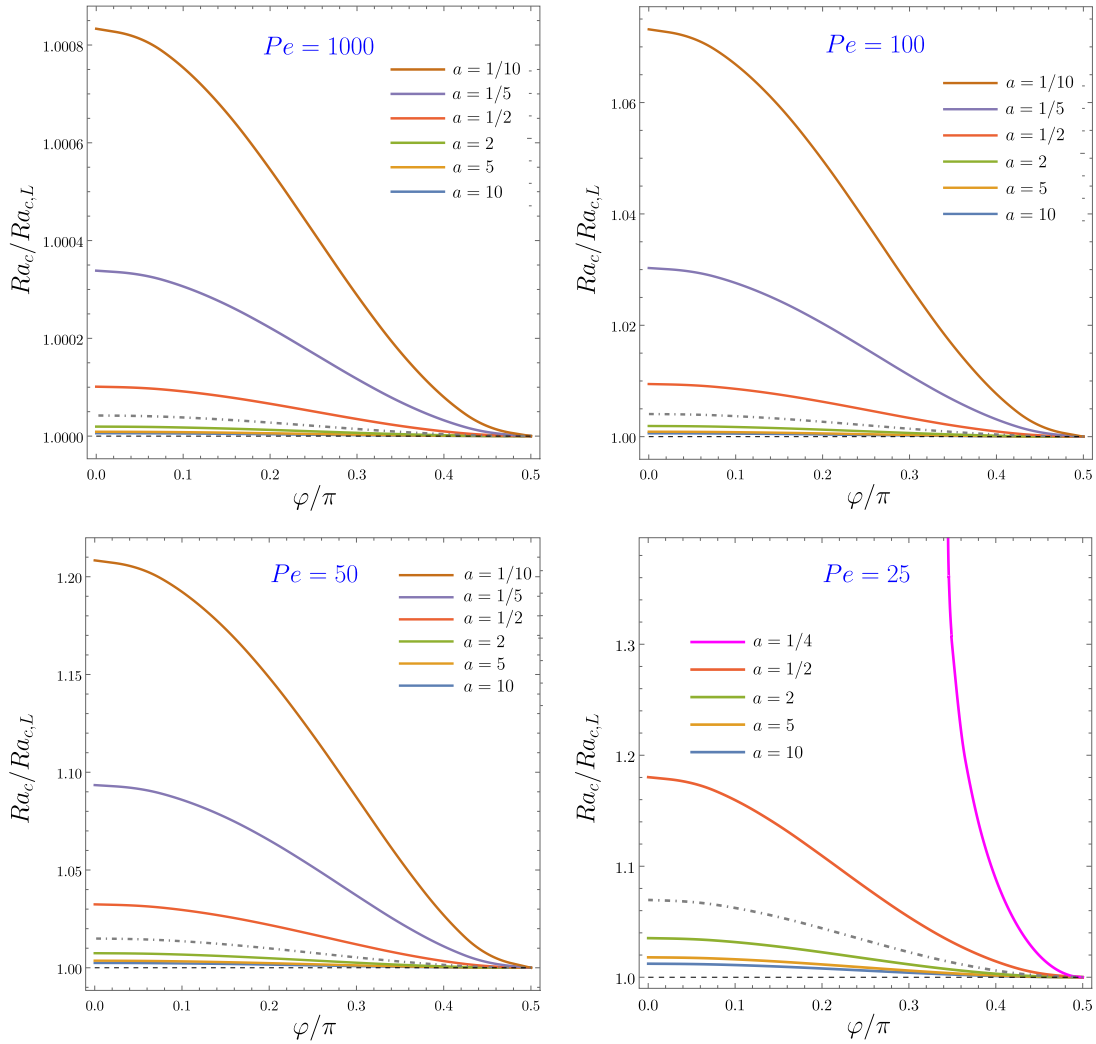 Pe = 1000
a = 1/10
a = 1/5
a = 1/2
a = 2
a = 5
a = 10
1.0008
1.0006
1.0004
1.0002
1.0000
Ra_c/Ra_{c,L}
0.0 0.1 0.2 0.3 0.4 0.5
φ/π
Pe = 100
a = 1/10
a = 1/5
a = 1/2
a = 2
a = 5
a = 10
1.06
1.04
1.02
1.00
Ra_c/Ra_{c,L}
0.0 0.1 0.2 0.3 0.4 0.5
φ/π
Pe = 50
a = 1/10
a = 1/5
a = 1/2
a = 2
a = 5
a = 10
1.20
1.15
1.10
1.05
1.00
Ra_c/Ra_{c,L}
0.0 0.1 0.2 0.3 0.4 0.5
φ/π
Pe = 25
a = 1/4
a = 1/2
a = 2
a = 5
a = 10
1.3
1.2
1.1
1.0
Ra_c/Ra_{c,L}
0.0 0.1 0.2 0.3 0.4 0.5
φ/π